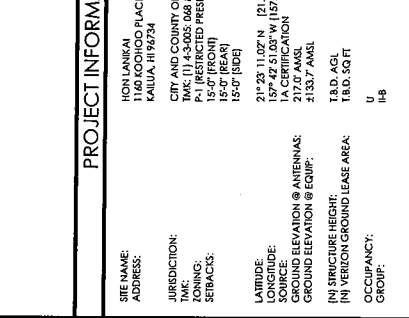 PROJECT INFORM
SITE NAME: HON LANIKAI
ADDRESS: 1160 KOOHOO PLAC
KAILUA, HI 96734
JURISDICTION: CITY AND COUNTY O
TMK: TMK: (1) 4-3-005: 068
ZONING: P-1 (RESTRICTED PRES
SETBACKS: 15'-0" (FRONT)
15'-0" (REAR)
15'-0" (SIDE)
LATITUDE: 21° 23' 11.02" N [21.
LONGITUDE: 157° 42' 51.03" W [157
SOURCE: 1A CERTIFICATION
GROUND ELEVATION @ ANTENNAS: 217.0' AMSL
GROUND ELEVATION @ EQUIP: ±133.7' AMSL
(N) STRUCTURE HEIGHT: T.B.D. AGL
(N) VERIZON GROUND LEASE AREA: T.B.D. SQ FT
OCCUPANCY: U
GROUP: II-B